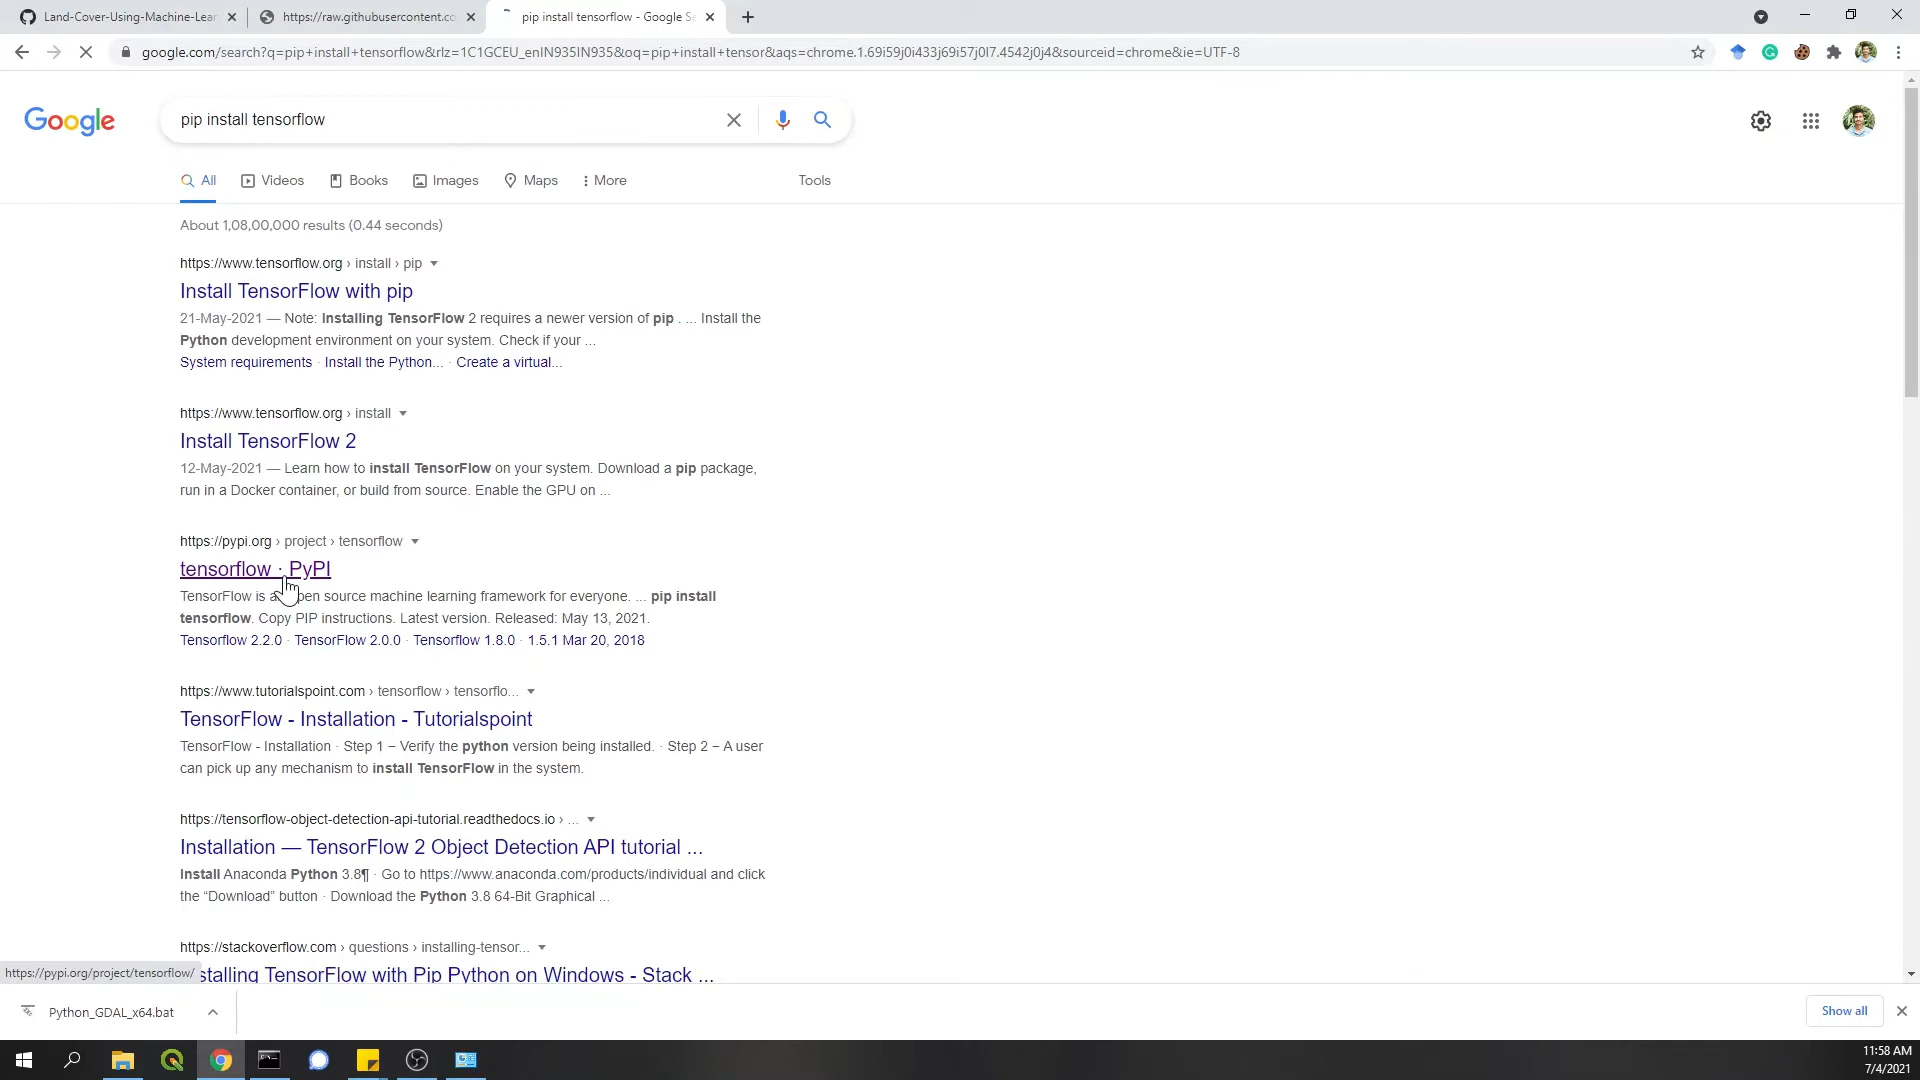 Land-Cover-Using-Machine-Lear
https://raw.githubusercontent.co
pip install tensorflow - Google Se
google.com/search?q=pip+install+tensorflow&rlz=1C1GCEU_enIN935IN935&oq=pip+install+tensor&aqs=chrome.1.69i59j0i433j69i57j0l7.4542j0j4&sourceid=chrome&ie=UTF-8
Google
pip install tensorflow
All
Videos
Books
Images
Maps
More
Tools
About 1,08,00,000 results (0.44 seconds)
https://www.tensorflow.org › install › pip
Install TensorFlow with pip
21-May-2021 — Note: Installing TensorFlow 2 requires a newer version of pip . ... Install the
Python development environment on your system. Check if your ...
System requirements · Install the Python... · Create a virtual...
https://www.tensorflow.org › install
Install TensorFlow 2
12-May-2021 — Learn how to install TensorFlow on your system. Download a pip package,
run in a Docker container, or build from source. Enable the GPU on ...
https://pypi.org › project › tensorflow
tensorflow · PyPI
TensorFlow is a pen source machine learning framework for everyone. ... pip install
tensorflow. Copy PIP instructions. Latest version. Released: May 13, 2021.
Tensorflow 2.2.0 · TensorFlow 2.0.0 · Tensorflow 1.8.0 · 1.5.1 Mar 20, 2018
https://www.tutorialspoint.com › tensorflow › tensorflo...
TensorFlow - Installation - Tutorialspoint
TensorFlow - Installation · Step 1 − Verify the python version being installed. · Step 2 − A user
can pick up any mechanism to install TensorFlow in the system.
https://tensorflow-object-detection-api-tutorial.readthedocs.io › ...
Installation — TensorFlow 2 Object Detection API tutorial ...
Install Anaconda Python 3.8¶ · Go to https://www.anaconda.com/products/individual and click
the “Download” button · Download the Python 3.8 64-Bit Graphical ...
https://stackoverflow.com › questions › installing-tensor...
stalling TensorFlow with Pip Python on Windows - Stack ...
https://pypi.org/project/tensorflow/
Python_GDAL_x64.bat
Show all
11:58 AM
7/4/2021